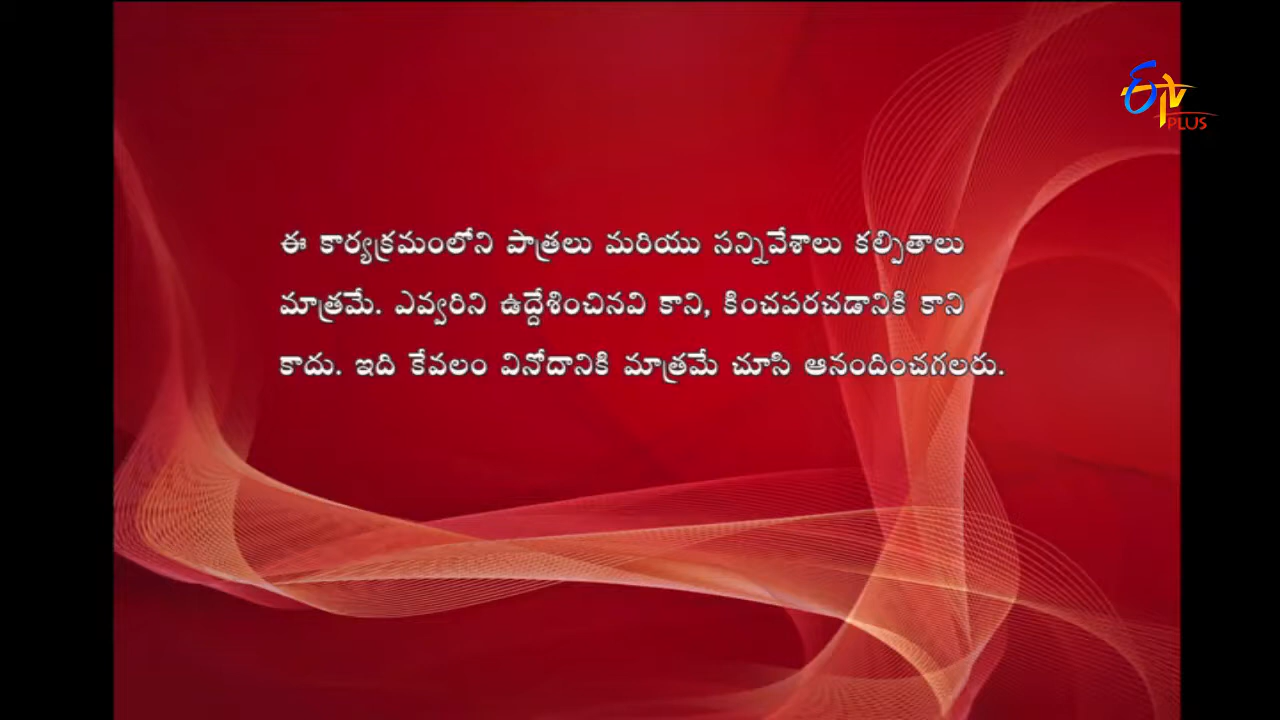 ETV
PLUS
ఈ కార్యక్రమంలోని పాత్రలు మరియు సన్నివేశాలు కల్పితాలు
మాత్రమే. ఎవ్వరిని ఉద్దేశించినవి కాని, కించపరచడానికి కాని
కాదు. ఇది కేవలం వినోదానికి మాత్రమే చూసి ఆనందించగలరు.